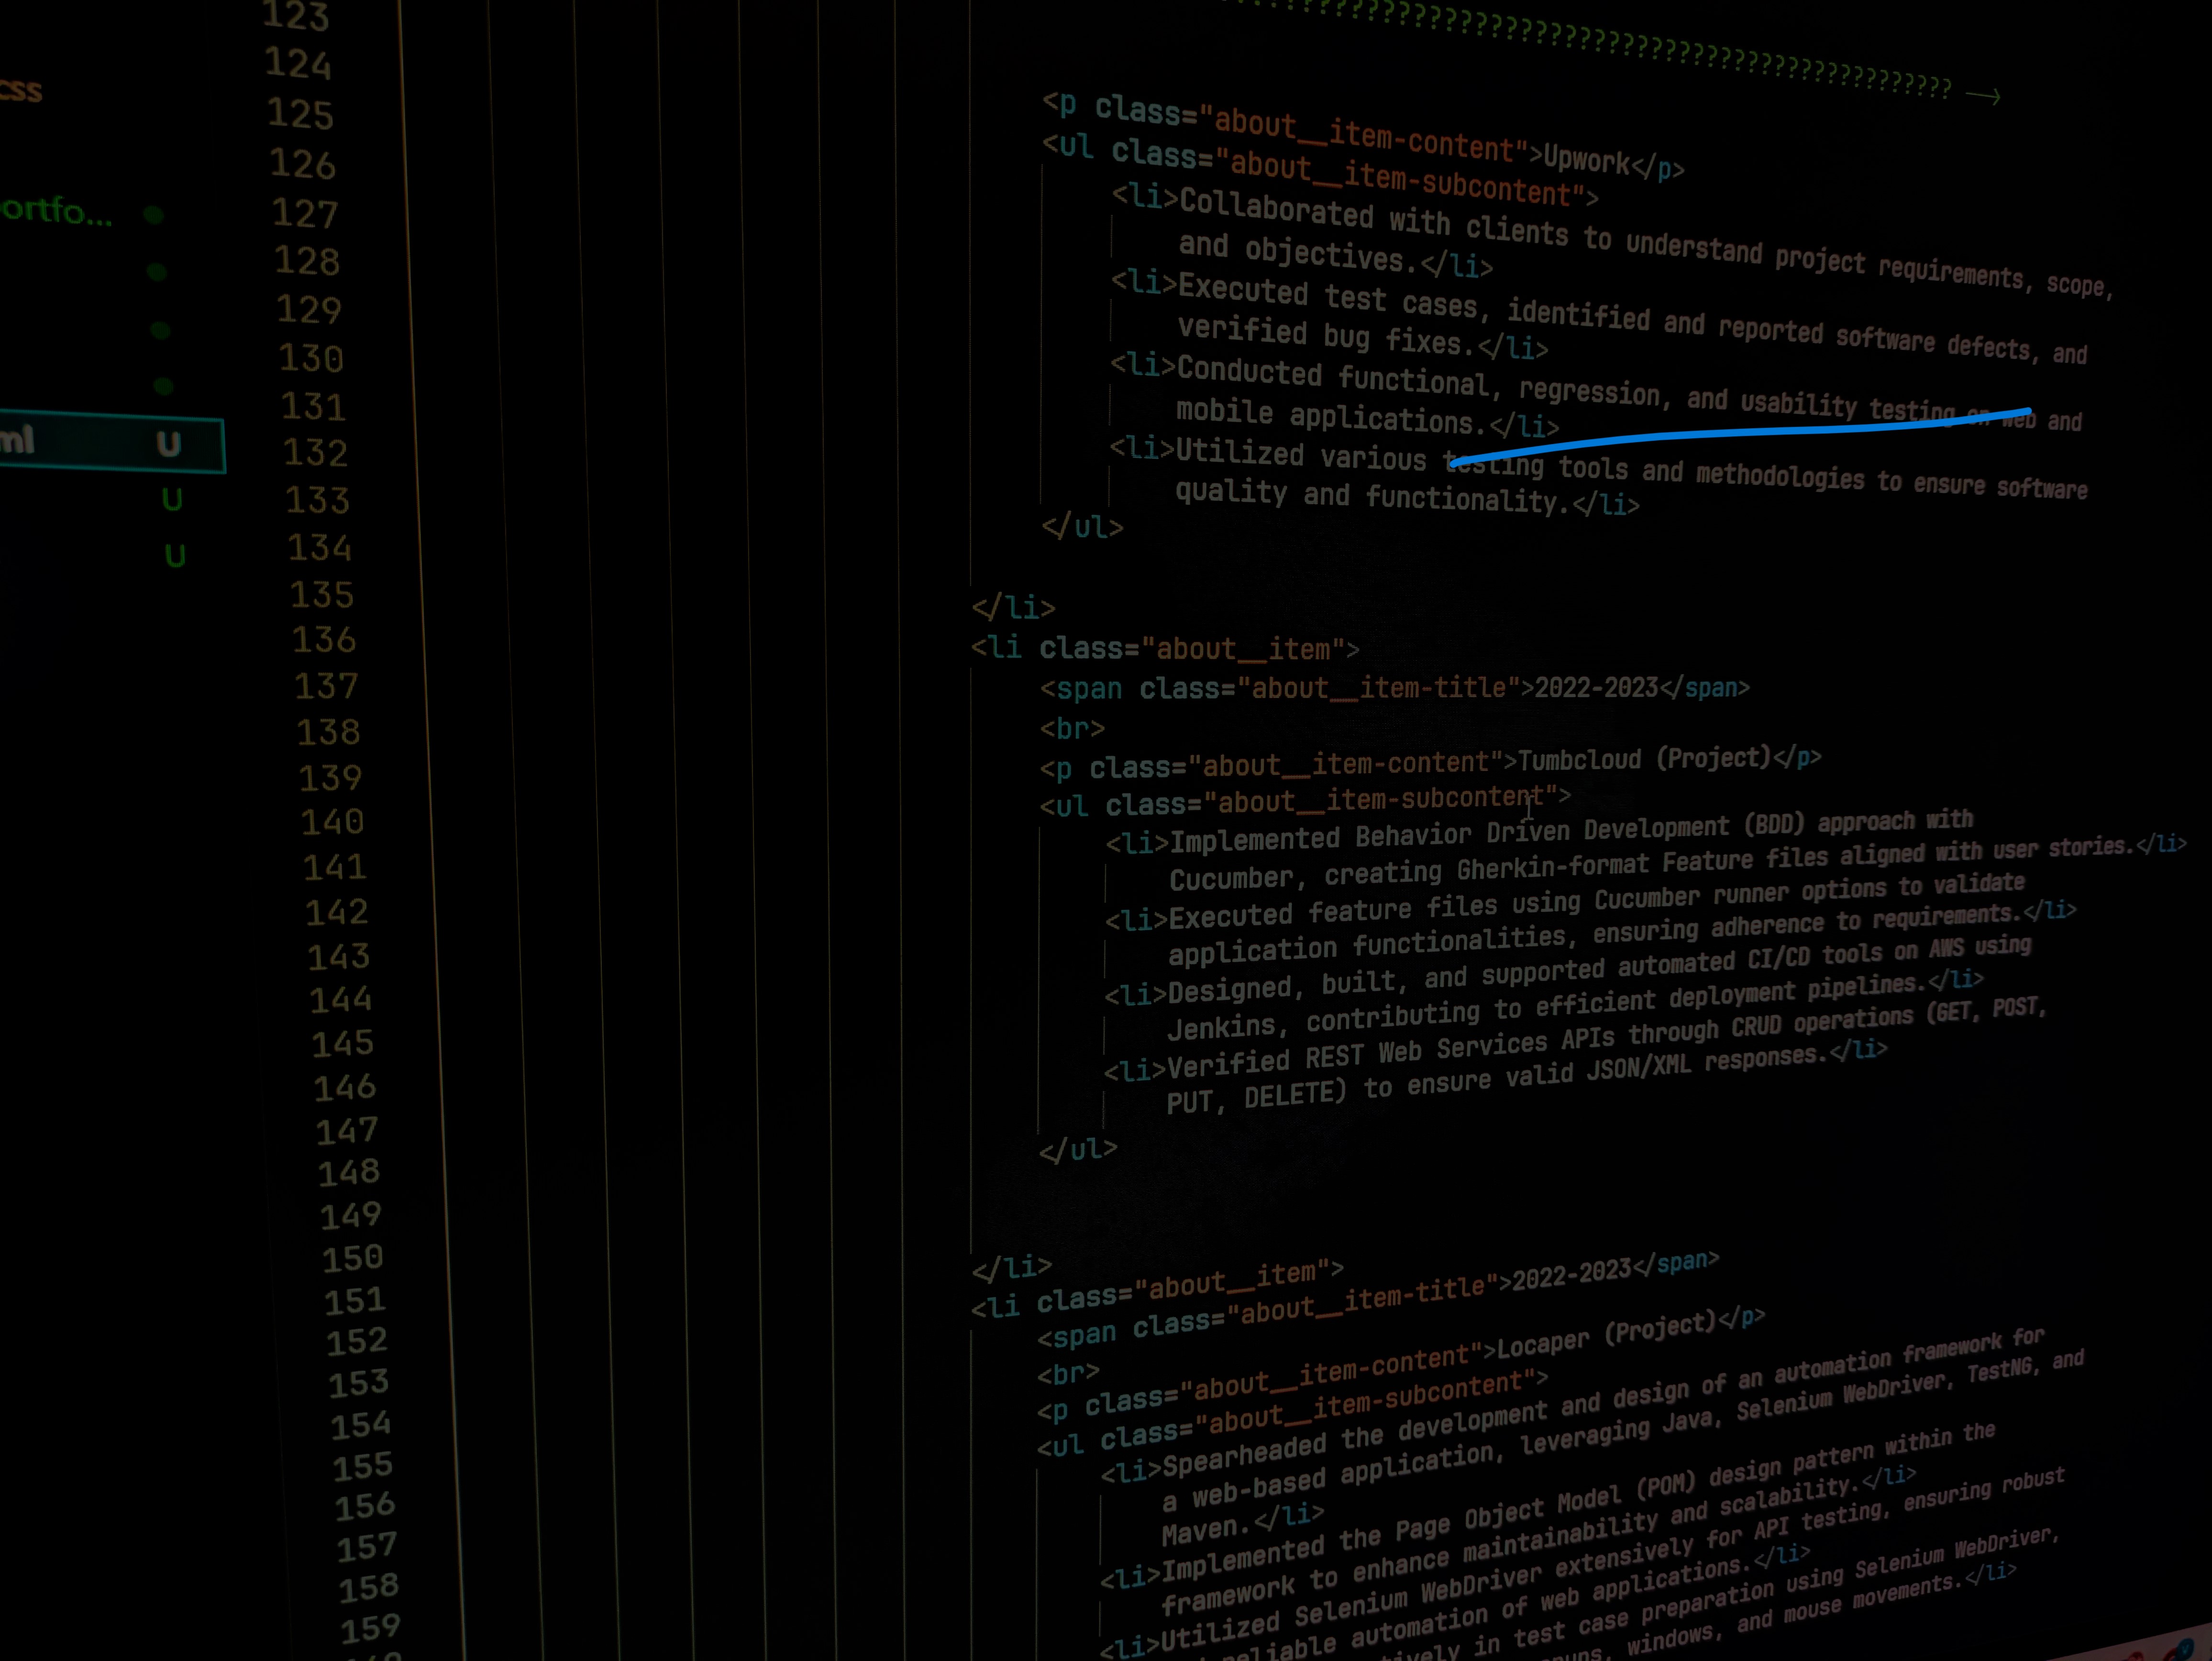 css
ortfo...
ml U
U
U
123
124
125
126
127
128
129
130
131
132
133
134
135
136
137
138
139
140
141
142
143
144
145
146
147
148
149
150
151
152
153
154
155
156
157
158
159
????????????????????????????????????????????????????????? -->
<p class="about__item-content">Upwork</p>
<ul class="about__item-subcontent">
<li>Collaborated with clients to understand project requirements, scope,
and objectives.</li>
<li>Executed test cases, identified and reported software defects, and
verified bug fixes.</li>
<li>Conducted functional, regression, and usability testing on web and
mobile applications.</li>
<li>Utilized various testing tools and methodologies to ensure software
quality and functionality.</li>
</ul>
</li>
<li class="about__item">
<span class="about__item-title">2022-2023</span>
<br>
<p class="about__item-content">Tumbcloud (Project)</p>
<ul class="about__item-subcontent">
<li>Implemented Behavior Driven Development (BDD) approach with
Cucumber, creating Gherkin-format Feature files aligned with user stories.</li>
<li>Executed feature files using Cucumber runner options to validate
application functionalities, ensuring adherence to requirements.</li>
<li>Designed, built, and supported automated CI/CD tools on AWS using
Jenkins, contributing to efficient deployment pipelines.</li>
<li>Verified REST Web Services APIs through CRUD operations (GET, POST,
PUT, DELETE) to ensure valid JSON/XML responses.</li>
</ul>
</li>
<li class="about__item">
<span class="about__item-title">2022-2023</span>
<br>
<p class="about__item-content">Locaper (Project)</p>
<ul class="about__item-subcontent">
<li>Spearheaded the development and design of an automation framework for
a web-based application, leveraging Java, Selenium WebDriver, TestNG, and
Maven.</li>
<li>Implemented the Page Object Model (POM) design pattern within the
framework to enhance maintainability and scalability.</li>
<li>Utilized Selenium WebDriver extensively for API testing, ensuring robust
reliable automation of web applications.</li>
<li>
in test case preparation using Selenium WebDriver,
windows, and mouse movements.</li>